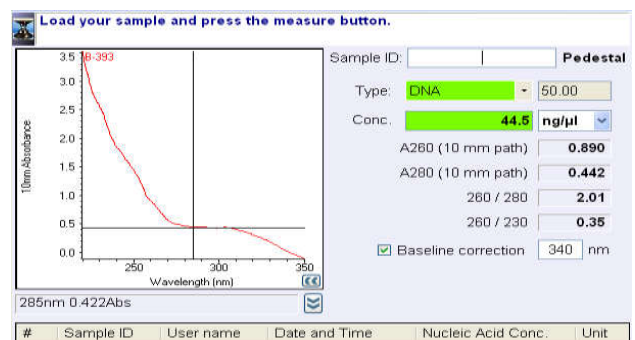 Load your sample and press the measure button.
B-393
3.5
3.0
2.5
2.0
1.5
1.0
0.5
0.0
10mm Absorbance
250 300 350
Wavelength (nm)
285nm 0.422Abs
Sample ID: Pedestal
Type: DNA 50.00
Conc. 44.5 ng/µl
A260 (10 mm path) 0.890
A280 (10 mm path) 0.442
260 / 280 2.01
260 / 230 0.35
Baseline correction 340 nm
# Sample ID User name Date and Time Nucleic Acid Conc. Unit